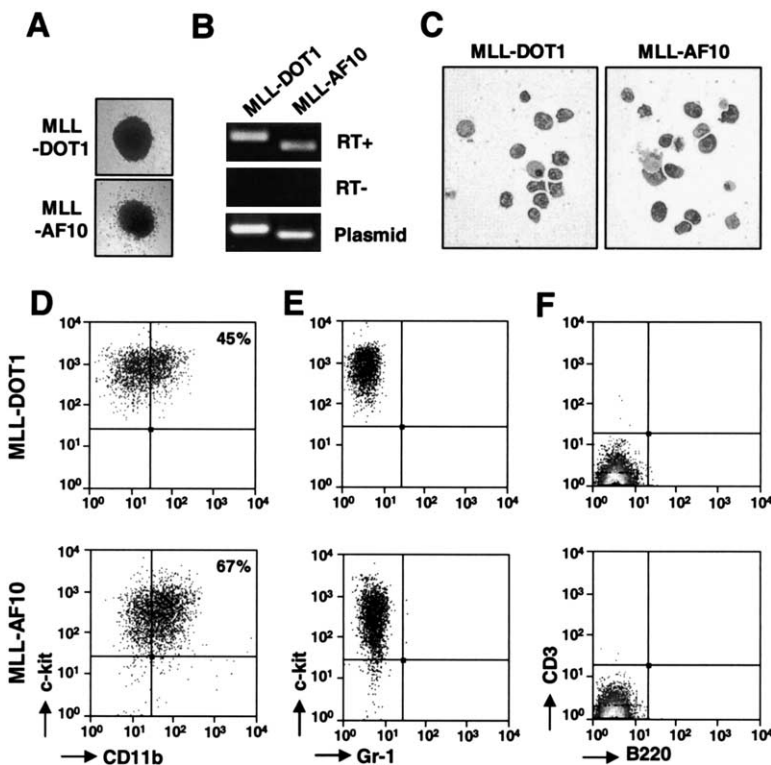 A
MLL
-DOT1
MLL
-AF10
B
MLL-DOT1
MLL-AF10
RT+
RT-
Plasmid
C
MLL-DOT1
MLL-AF10
D
E
F
MLL-DOT1
10⁴
10³
10²
10¹
10⁰
10⁰ 10¹ 10² 10³ 10⁴
45%
10⁴
10³
10²
10¹
10⁰
10⁰ 10¹ 10² 10³ 10⁴
10⁴
10³
10²
10¹
10⁰
10⁰ 10¹ 10² 10³ 10⁴
MLL-AF10
c-kit
10⁴
10³
10²
10¹
10⁰
10⁰ 10¹ 10² 10³ 10⁴
67%
CD11b
c-kit
10⁴
10³
10²
10¹
10⁰
10⁰ 10¹ 10² 10³ 10⁴
Gr-1
CD3
10⁴
10³
10²
10¹
10⁰
10⁰ 10¹ 10² 10³ 10⁴
B220